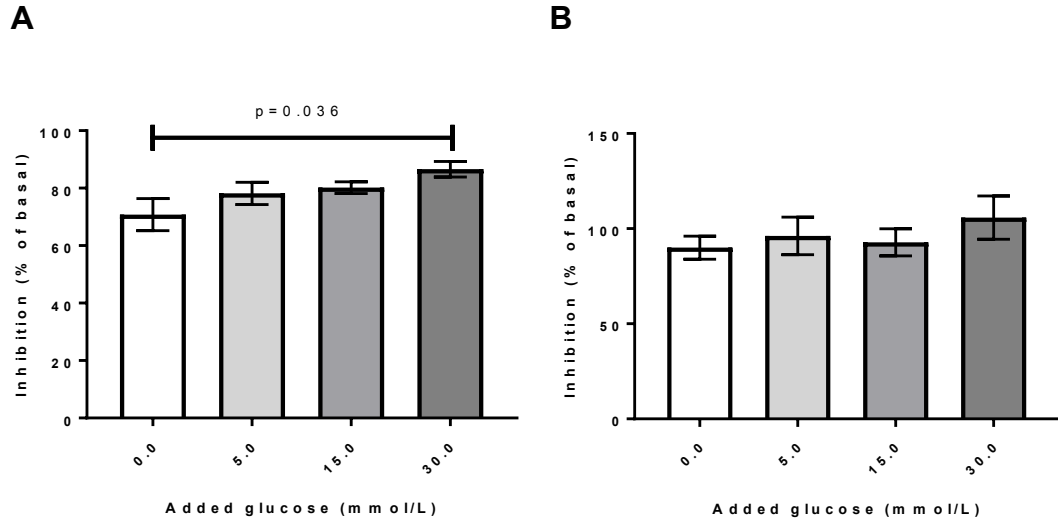 A
p=0.036
Inhibition (% of basal)
100
80
60
40
20
0
0.0
5.0
15.0
30.0
Added glucose (mmol/L)
B
Inhibition (% of basal)
150
100
50
0
0.0
5.0
15.0
30.0
Added glucose (mmol/L)